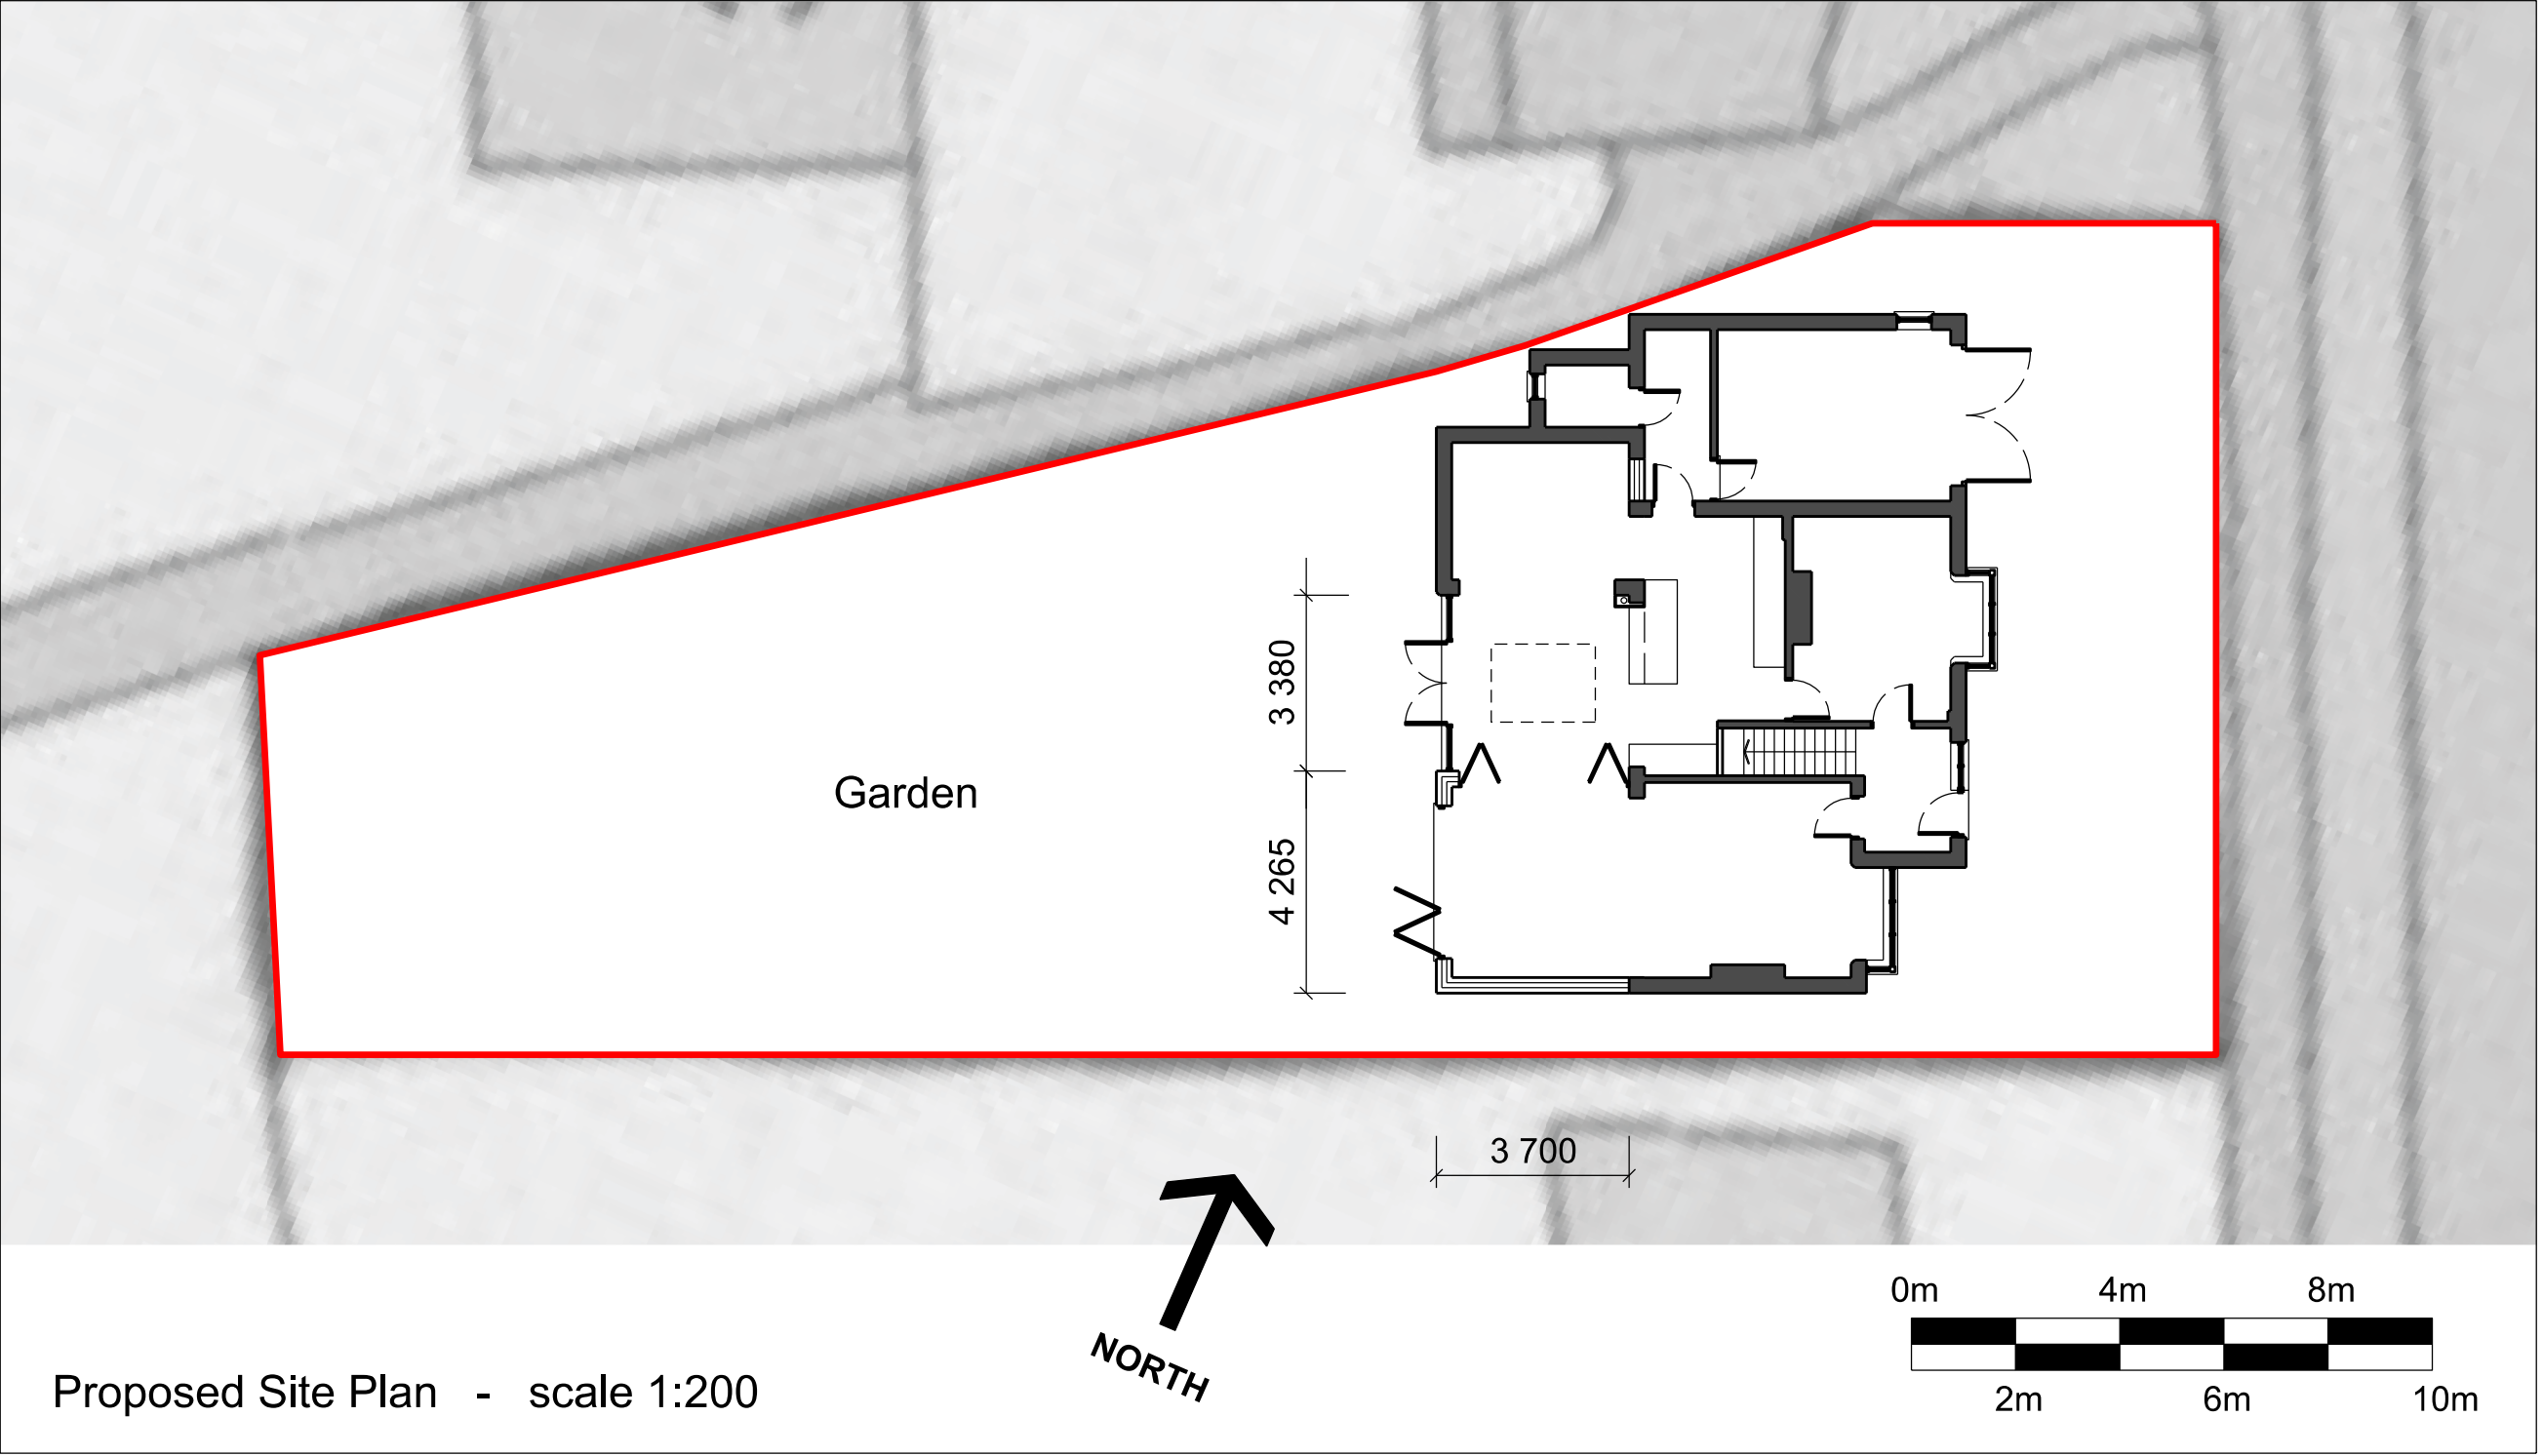 3 380
Garden
4 265
3 700
NORTH
0m 4m 8m
2m 6m 10m
Proposed Site Plan - scale 1:200